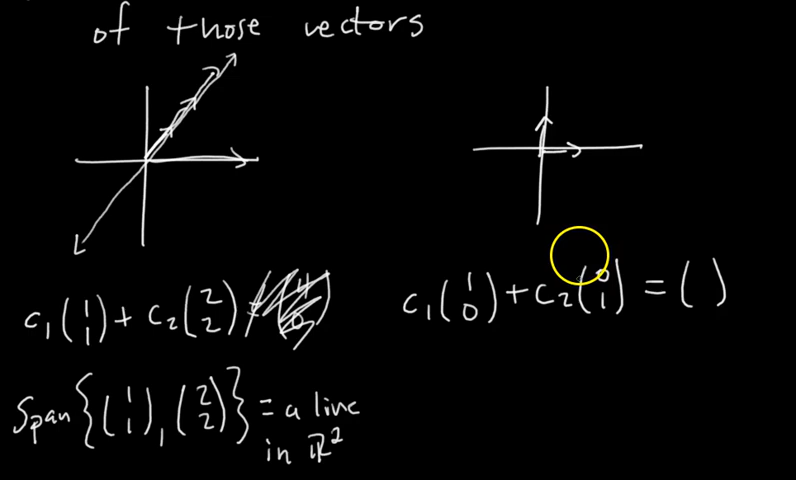 of those vectors
c₁(1 1) + c₂(2 2)
c₁(1 0) + c₂(0 1) = ( )
Span{(1 1), (2 2)} = a line
in ℝ²